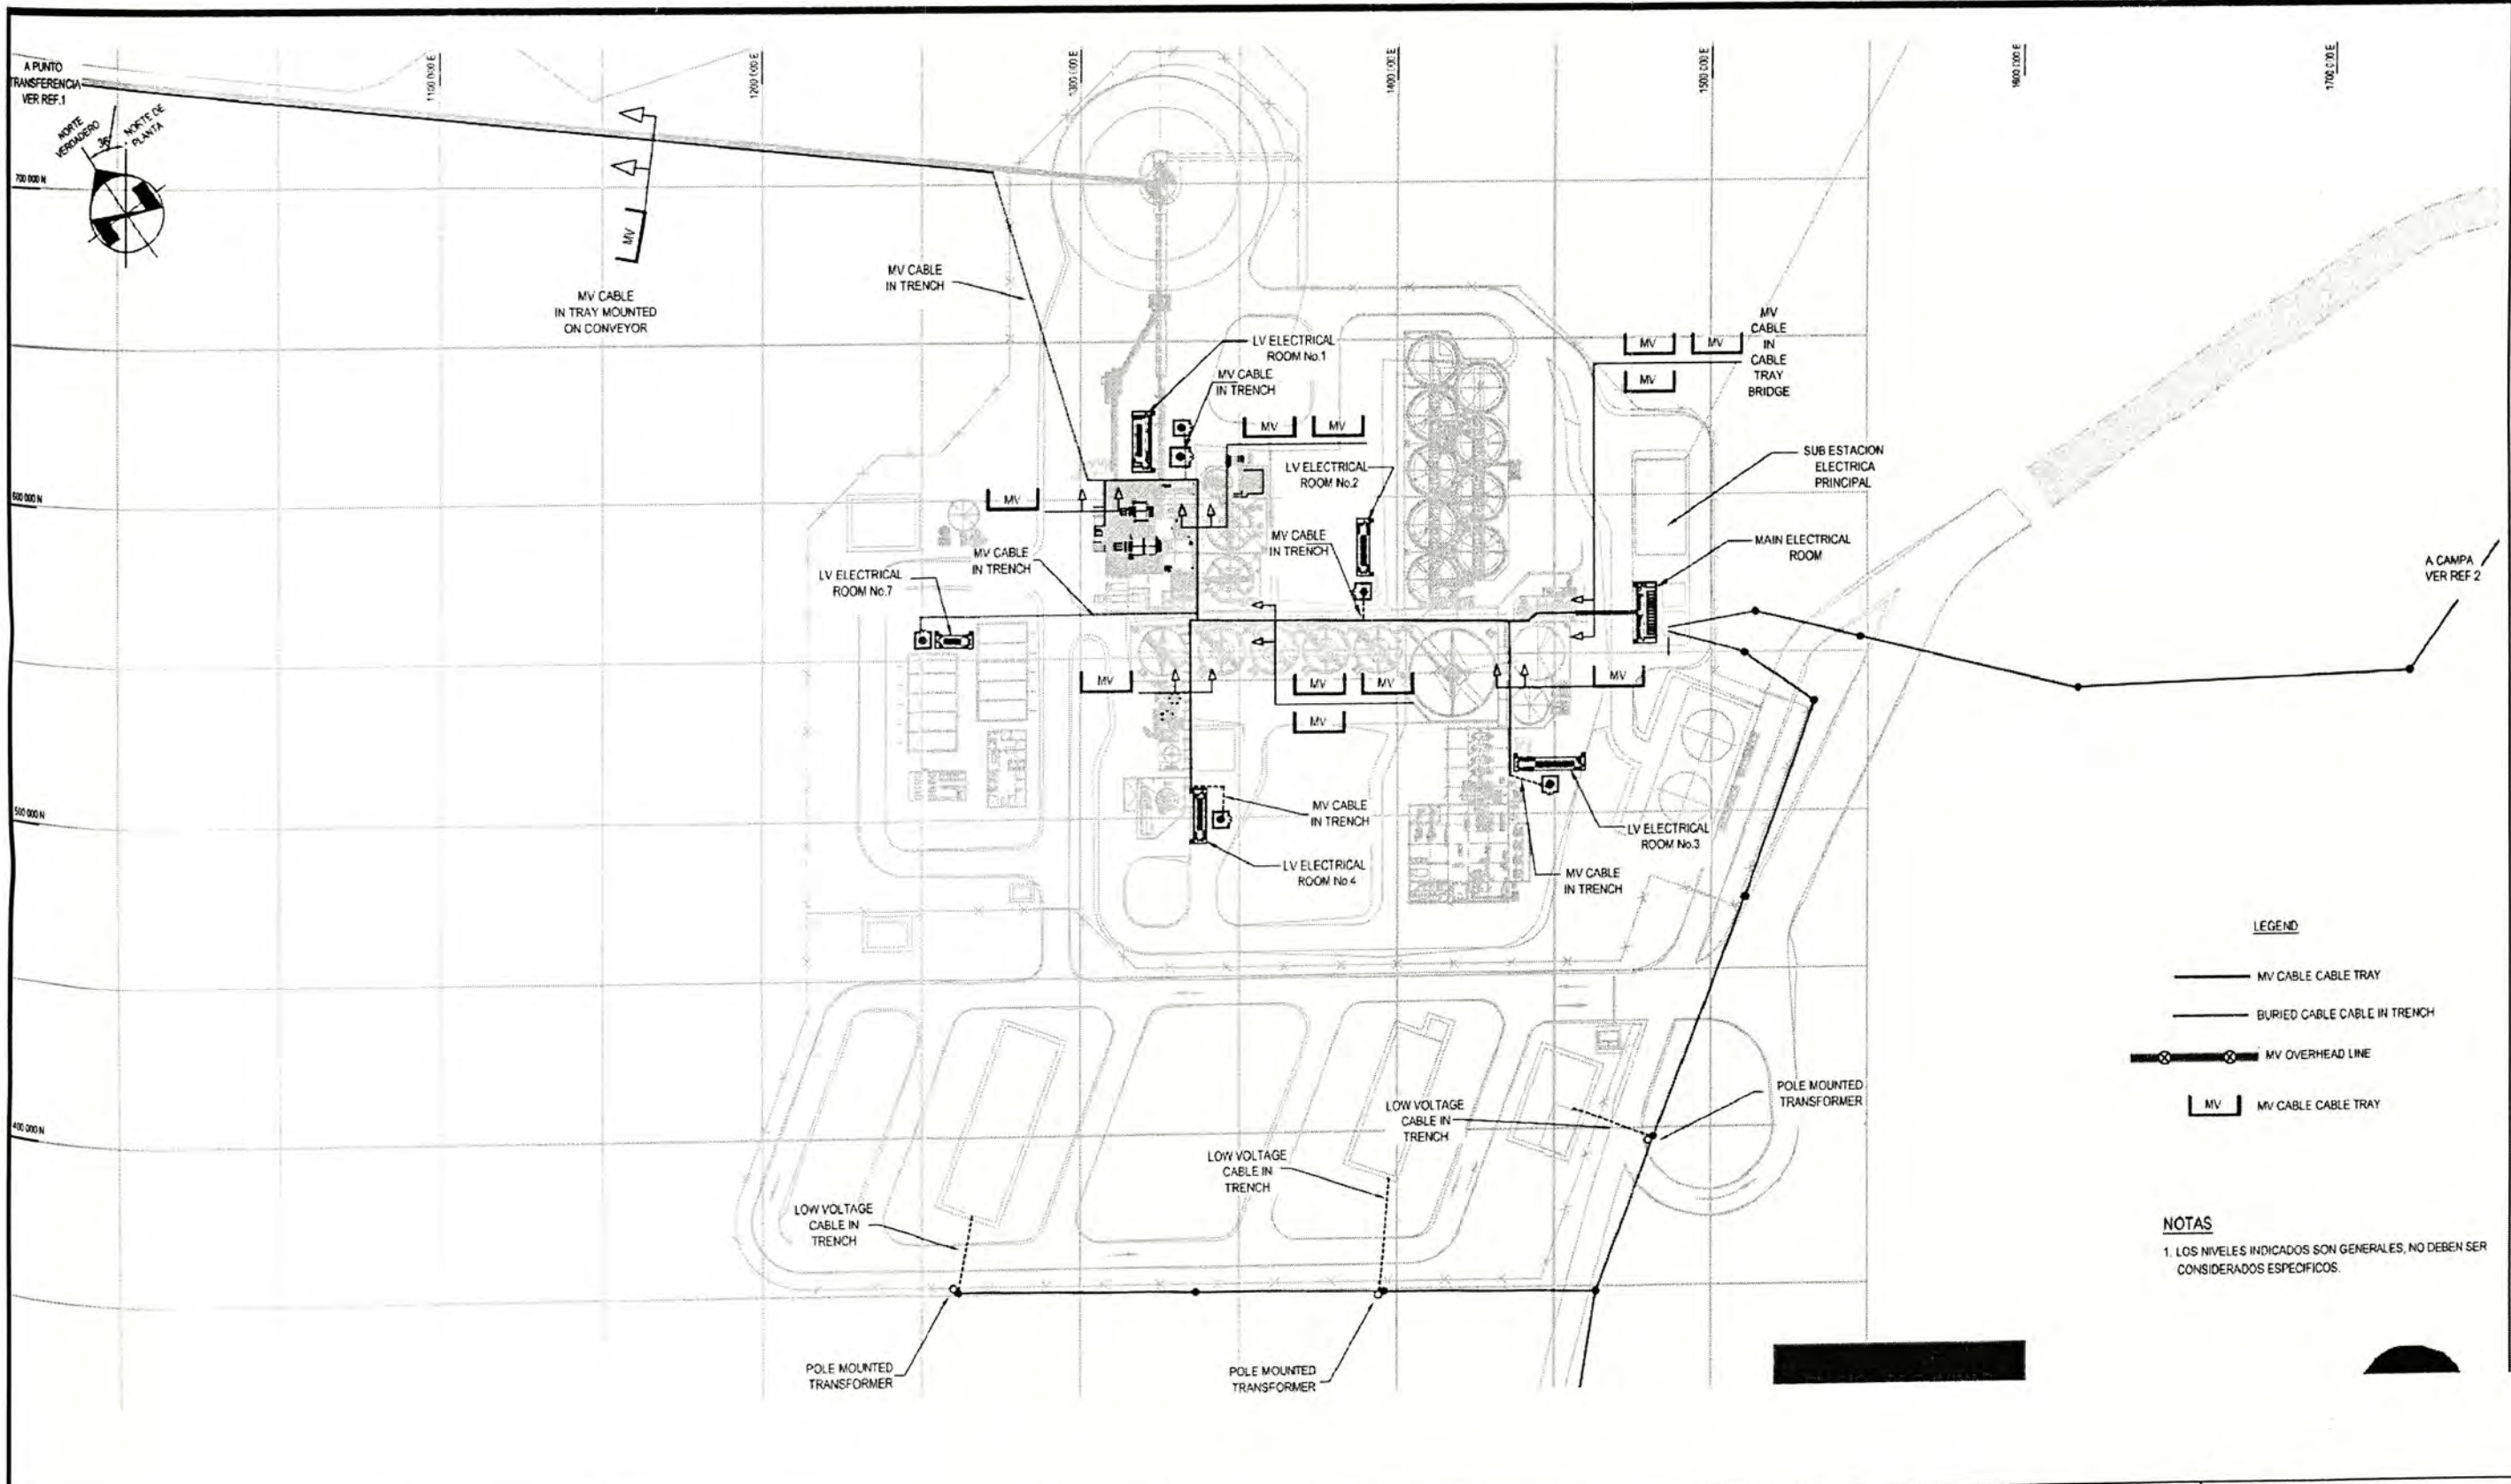 A PUNTO
TRANSFERENCIA
VER REF.1
NORTE
VERDADERO
36°
NORTE DE
PLANTA
1100 000 E
1200 000 E
1300 000 E
1400 000 E
1500 000 E
1600 000 E
1700 000 E
700 000 N
600 000 N
500 000 N
400 000 N
MV
MV CABLE
IN TRAY MOUNTED
ON CONVEYOR
MV CABLE
IN TRENCH
LV ELECTRICAL
ROOM No.1
MV CABLE
IN TRENCH
MV
MV
MV
CABLE
IN
CABLE
TRAY
BRIDGE
MV
MV
MV
LV ELECTRICAL
ROOM No.2
SUB ESTACION
ELECTRICA
PRINCIPAL
MV
MV CABLE
IN TRENCH
MV CABLE
IN TRENCH
MAIN ELECTRICAL
ROOM
LV ELECTRICAL
ROOM No.7
A CAMPA
VER REF 2
MV
MV
MV
MV
MV
MV CABLE
IN TRENCH
LV ELECTRICAL
ROOM No.3
LV ELECTRICAL
ROOM No.4
MV CABLE
IN TRENCH
LEGEND
MV CABLE CABLE TRAY
BURIED CABLE CABLE IN TRENCH
MV OVERHEAD LINE
MV
MV CABLE CABLE TRAY
POLE MOUNTED
TRANSFORMER
LOW VOLTAGE
CABLE IN
TRENCH
LOW VOLTAGE
CABLE IN
TRENCH
LOW VOLTAGE
CABLE IN
TRENCH
POLE MOUNTED
TRANSFORMER
POLE MOUNTED
TRANSFORMER
NOTAS
1. LOS NIVELES INDICADOS SON GENERALES, NO DEBEN SER
CONSIDERADOS ESPECIFICOS.